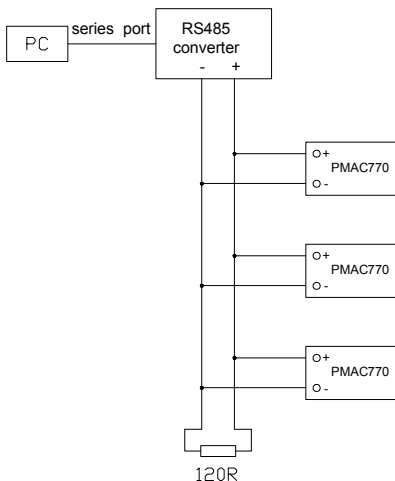 PC
series port
RS485
converter
- +
o+
PMAC770
o-
o+
PMAC770
o-
o+
PMAC770
o-
120R